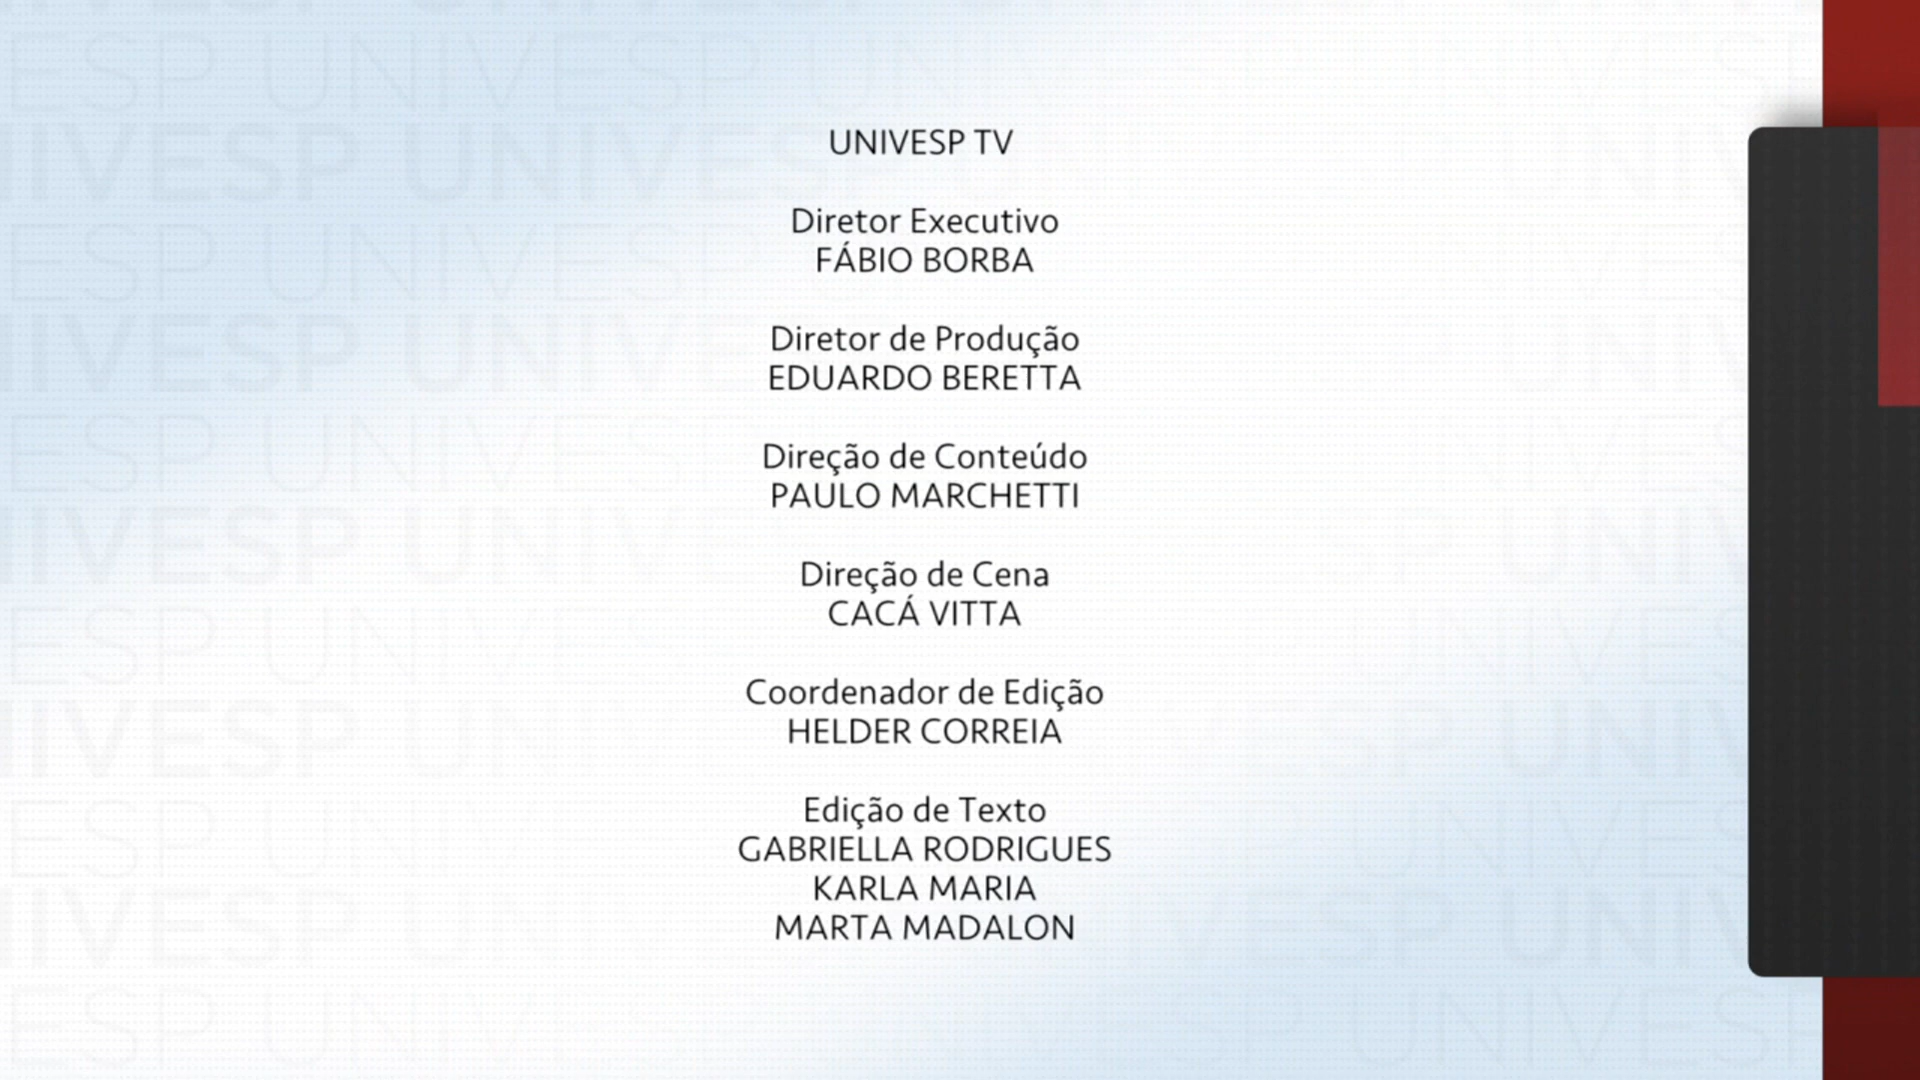 UNIVESP TV
Diretor Executivo
FÁBIO BORBA
Diretor de Produção
EDUARDO BERETTA
Direção de Conteúdo
PAULO MARCHETTI
Direção de Cena
CACÁ VITTA
Coordenador de Edição
HELDER CORREIA
Edição de Texto
GABRIELLA RODRIGUES
KARLA MARIA
MARTA MADALON